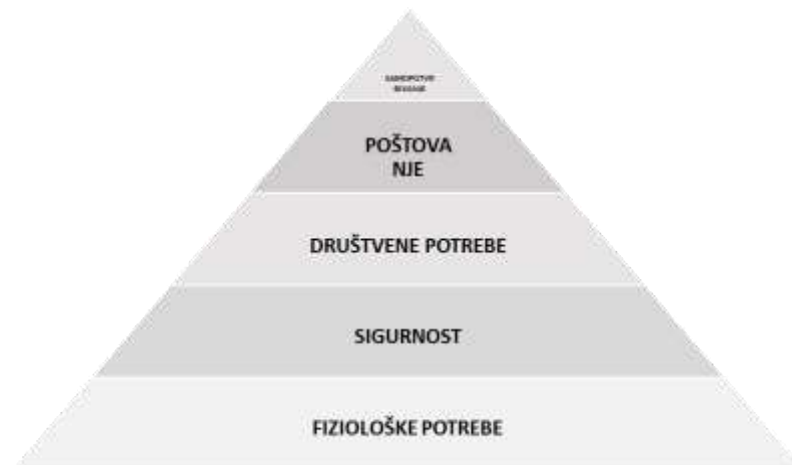 POŠTOVA
NJE
DRUŠTVENE POTREBE
SIGURNOST
FIZIOLOŠKE POTREBE